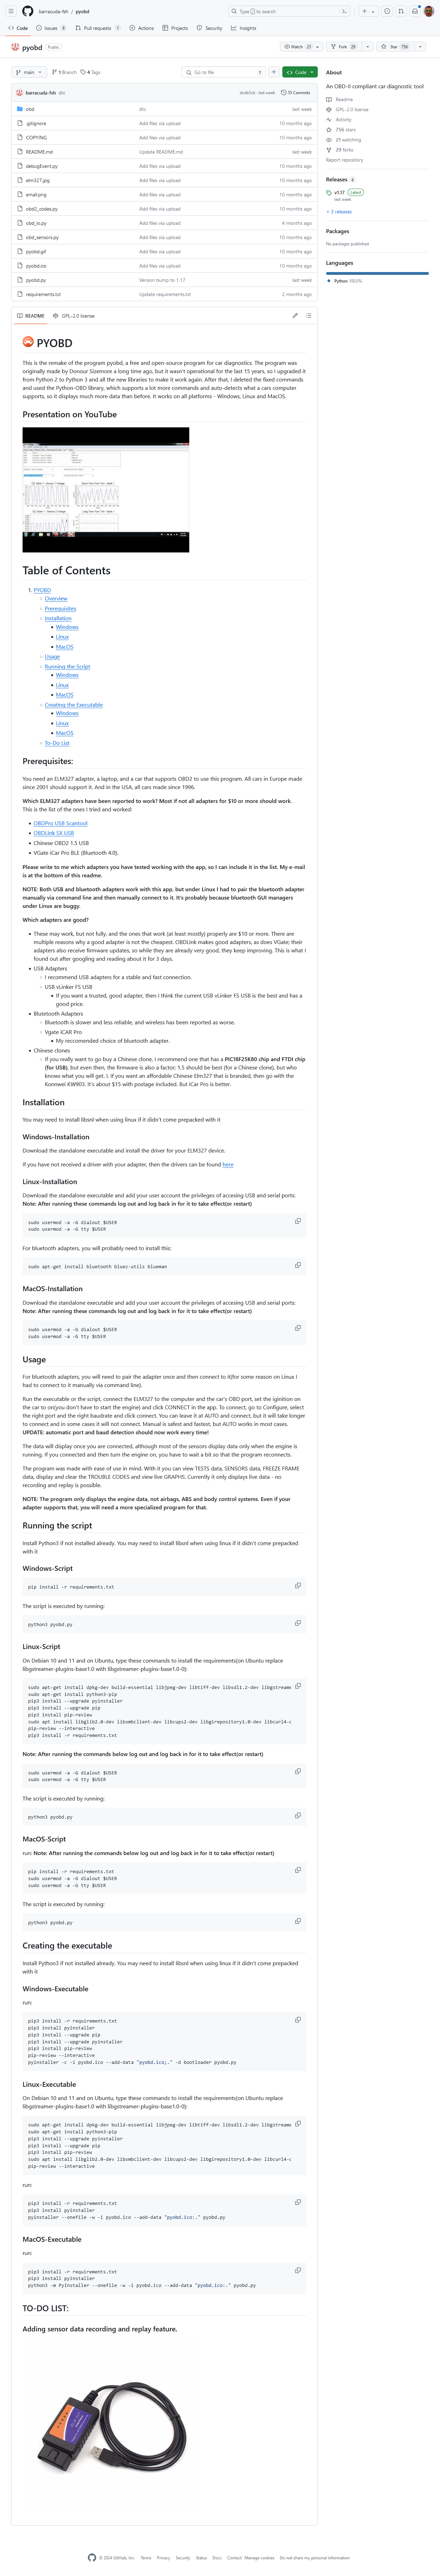 barracuda-fsh / pyobd
Type / to search
Code Issues 6 Pull requests 1 Actions Projects Security Insights
pyobd Public
Watch 21 Fork 29 Star 756
main 1 Branch 4 Tags Go to file t Code
barracuda-fsh dtc last week 93 Commits
obd dtc last week
.gitignore Add files via upload 10 months ago
COPYING Add files via upload 10 months ago
README.md Update README.md last week
debugEvent.py Add files via upload 10 months ago
elm327.jpg Add files via upload 10 months ago
email.png Add files via upload 10 months ago
obd2_codes.py Add files via upload 10 months ago
obd_io.py Add files via upload 4 months ago
obd_sensors.py Add files via upload 10 months ago
pyobd.gif Add files via upload 10 months ago
pyobd.ico Add files via upload 10 months ago
pyobd.py Version bump to 1.17 last week
requirements.txt Update requirements.txt 2 months ago
About
An OBD-II compliant car diagnostic tool
Readme
GPL-2.0 license
Activity
756 stars
21 watching
29 forks
Report repository
Releases 4
v1.17 Latest
last week
+ 3 releases
Packages
No packages published
Languages
Python 100.0%
README GPL-2.0 license
PYOBD
This is the remake of the program pyobd, a free and open-source program for car diagnostic. The program was
originally made by Donour Sizemore a long time ago, but it wasn't operational for the last 15 years, so I upgraded it
from Python 2 to Python 3 and all the new libraries to make it work again. After that, I deleted the fixed commands
and used the Python-OBD library, which supports a lot more commands and auto-detects what a cars computer
supports, so it displays much more data than before. It works on all platforms - Windows, Linux and MacOS.
Presentation on YouTube
Table of Contents
1. PYOBD
Overview
Prerequisites
Installation
Windows
Linux
MacOS
Usage
Running the Script
Windows
Linux
MacOS
Creating the Executable
Windows
Linux
MacOS
To-Do List
Prerequisites:
You need an ELM327 adapter, a laptop, and a car that supports OBD2 to use this program. All cars in Europe made
since 2001 should support it. And in the USA, all cars made since 1996.
Which ELM327 adapters have been reported to work? Most if not all adapters for $10 or more should work.
This is the list of the ones I tried and worked:
OBDPro USB Scantool
OBDLink SX USB
Chinese OBD2 1.5 USB
VGate iCar Pro BLE (Bluetooth 4.0).
Please write to me which adapters you have tested working with the app, so I can include it in the list. My e-mail
is at the bottom of this readme.
NOTE: Both USB and bluetooth adapters work with this app, but under Linux I had to pair the bluetooth adapter
manually via command line and then manually connect to it. It's probably because bluetooth GUI managers
under Linux are buggy.
Which adapters are good?
These may work, but not fully, and the ones that work (at least mostly) properly are $10 or more. There are
multiple reasons why a good adapter is not the cheapest. OBDLink makes good adapters, as does VGate; their
adapters also receive firmware updates, so while they are already very good, they keep improving. This is what I
found out after googling and reading about it for 3 days.
USB Adapters
I recommend USB adapters for a stable and fast connection.
USB vLinker FS USB
If you want a trusted, good adapter, then I think the current USB vLinker FS USB is the best and has a
good price.
Blutetooth Adapters
Bluetooth is slower and less reliable, and wireless has been reported as worse.
Vgate iCAR Pro
My reccomended choice of bluetooth adapter.
Chinese clones
If you really want to go buy a Chinese clone, I recommend one that has a PIC18F25K80 chip and FTDI chip
(for USB), but even then, the firmware is also a factor: 1.5 should be best (for a Chinese clone), but who
knows what you will get. I. If you want an affordable Chinese Elm327 that is branded, then go with the
Konnwei KW903. It's about $15 with postage included. But iCar Pro is better.
Installation
You may need to install libsnl when using linux if it didn't come prepacked with it
Windows-Installation
Download the standalone executable, and install the driver for your ELM327 device.
If you have not received a driver with your adapter, then the drivers can be found here
Linux-Installation
Download the standalone executable and add your user account the privileges of accesing USB and serial ports:
Note: After running these commands log out and log back in for it to take effect(or restart)
sudo usermod -a -G dialout $USER
sudo usermod -a -G tty $USER
For bluetooth adapters, you will probably need to install this:
sudo apt-get install bluetooth bluez-utils blueman
MacOS-Installation
Download the standalone executable and add your user account the privileges of accesing USB and serial ports:
Note: After running these commands log out and log back in for it to take effect(or restart)
sudo usermod -a -G dialout $USER
sudo usermod -a -G tty $USER
Usage
For bluetooth adapters, you will need to pair the adapter once and then connect to it(for some reason on Linux I
had to connect to it manually via command line).
Run the executable or the script, connect the ELM327 to the computer and the car's OBD port, set the iginition on
the car to on(you don't have to start the engine) and click CONNECT in the app. To connect, go to Configure, select
the right port and the right baudrate and click connect. You can leave it at AUTO and connect, but it will take longer
to connect and in some cases it will not connect. Manual is safest and fastest, but AUTO works in most cases.
UPDATE: automatic port and baud detection should now work every time!
The data will display once you are connected, although most of the sensors display data only when the engine is
running. If you connect and then turn the engine on, you have to wait a bit so that the program reconnects.
The program was made with ease of use in mind. With it you can view TESTS data, SENSORS data, FREEZE FRAME
data, display and clear the TROUBLE CODES and view live GRAPHS. Currently it only displays live data - no
recording and replay is possible.
NOTE: The program only displays the engine data, not airbags, ABS and body control systems. Even if your
adapter supports that, you will need a more specialized program for that.
Running the script
Install Python3 if not installed already. You may need to install libsnl when using linux if it didn't come prepacked
with it
Windows-Script
pip install -r requirements.txt
The script is executed by running:
python3 pyobd.py
Linux-Script
On Debian 10 and 11 and on Ubuntu, type these commands to install the requirements(on Ubuntu replace
libgstreamer-plugins-base1.0 with libgstreamer-plugins-base1.0-0):
sudo apt-get install dpkg-dev build-essential libjpeg-dev libtiff-dev libsdl1.2-dev libgstreame
sudo apt-get install python3-pip
pip3 install --upgrade pyinstaller
pip3 install --upgrade pip
pip3 install pip-review
sudo apt install libglib2.0-dev libsmbclient-dev libcups2-dev libgirepository1.0-dev libcurl4-o
pip-review --interactive
pip3 install -r requirements.txt
Note: After running the commands below log out and log back in for it to take effect(or restart)
sudo usermod -a -G dialout $USER
sudo usermod -a -G tty $USER
The script is executed by running:
python3 pyobd.py
MacOS-Script
run: Note: After running the commands below log out and log back in for it to take effect(or restart)
pip install -r requirements.txt
sudo usermod -a -G dialout $USER
sudo usermod -a -G tty $USER
The script is executed by running:
python3 pyobd.py
Creating the executable
Install Python3 if not installed already. You may need to install libsnl when using linux if it didn't come prepacked
with it
Windows-Executable
run:
pip3 install -r requirements.txt
pip3 install pyinstaller
pip3 install --upgrade pip
pip3 install --upgrade pyinstaller
pip3 install pip-review
pip-review --interactive
pyinstaller -c -i pyobd.ico --add-data "pyobd.ico;." -d bootloader pyobd.py
Linux-Executable
On Debian 10 and 11 and on Ubuntu, type these commands to install the requirements(on Ubuntu replace
libgstreamer-plugins-base1.0 with libgstreamer-plugins-base1.0-0):
sudo apt-get install dpkg-dev build-essential libjpeg-dev libtiff-dev libsdl1.2-dev libgstreame
sudo apt-get install python3-pip
pip3 install --upgrade pyinstaller
pip3 install --upgrade pip
pip3 install pip-review
sudo apt install libglib2.0-dev libsmbclient-dev libcups2-dev libgirepository1.0-dev libcurl4-o
pip-review --interactive
run:
pip3 install -r requirements.txt
pip3 install pyinstaller
pyinstaller --onefile -w -i pyobd.ico --add-data "pyobd.ico:." pyobd.py
MacOS-Executable
run:
pip3 install -r requirements.txt
pip3 install pyinstaller
python3 -m PyInstaller --onefile -w -i pyobd.ico --add-data "pyobd.ico:." pyobd.py
TO-DO LIST:
Adding sensor data recording and replay feature.
© 2024 GitHub, Inc. Terms Privacy Security Status Docs Contact Manage cookies Do not share my personal information